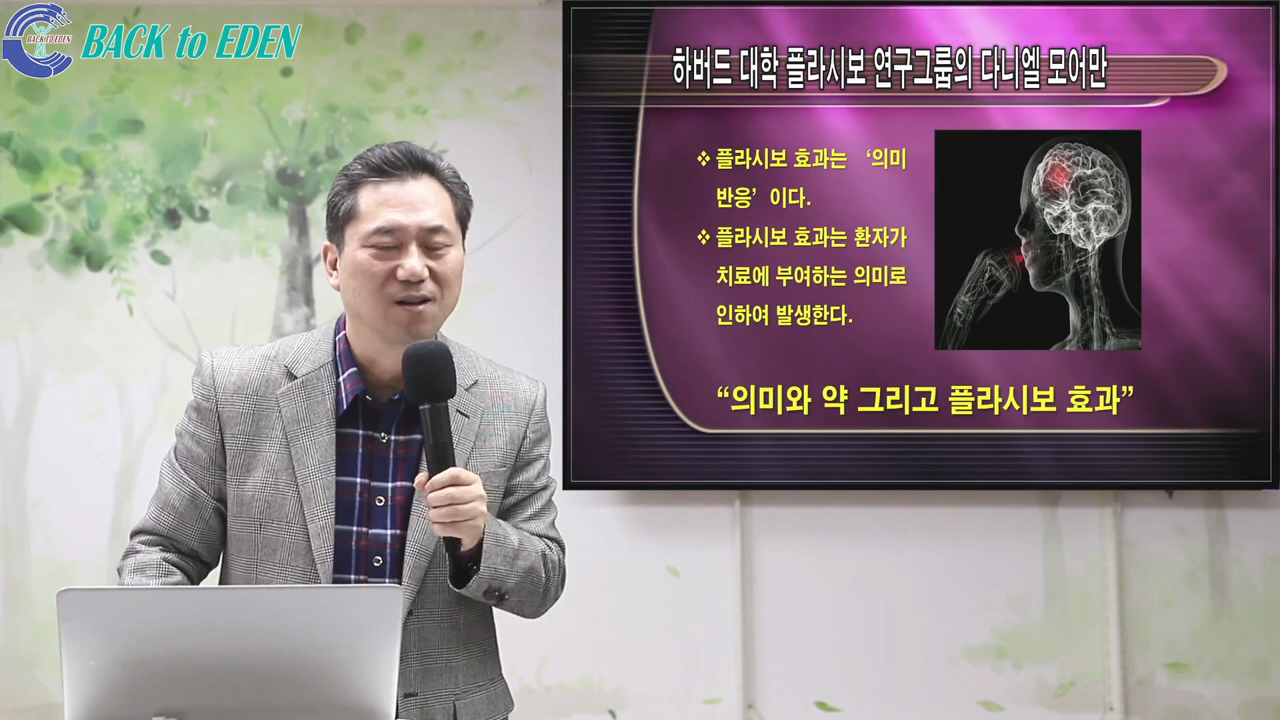 BACK TO EDEN
BACK to EDEN
하버드 대학 플라시보 연구그룹의 다니엘 모어만
❖ 플라시보 효과는 ‘의미
반응’ 이다.
❖ 플라시보 효과는 환자가
치료에 부여하는 의미로
인하여 발생한다.
“의미와 약 그리고 플라시보 효과”